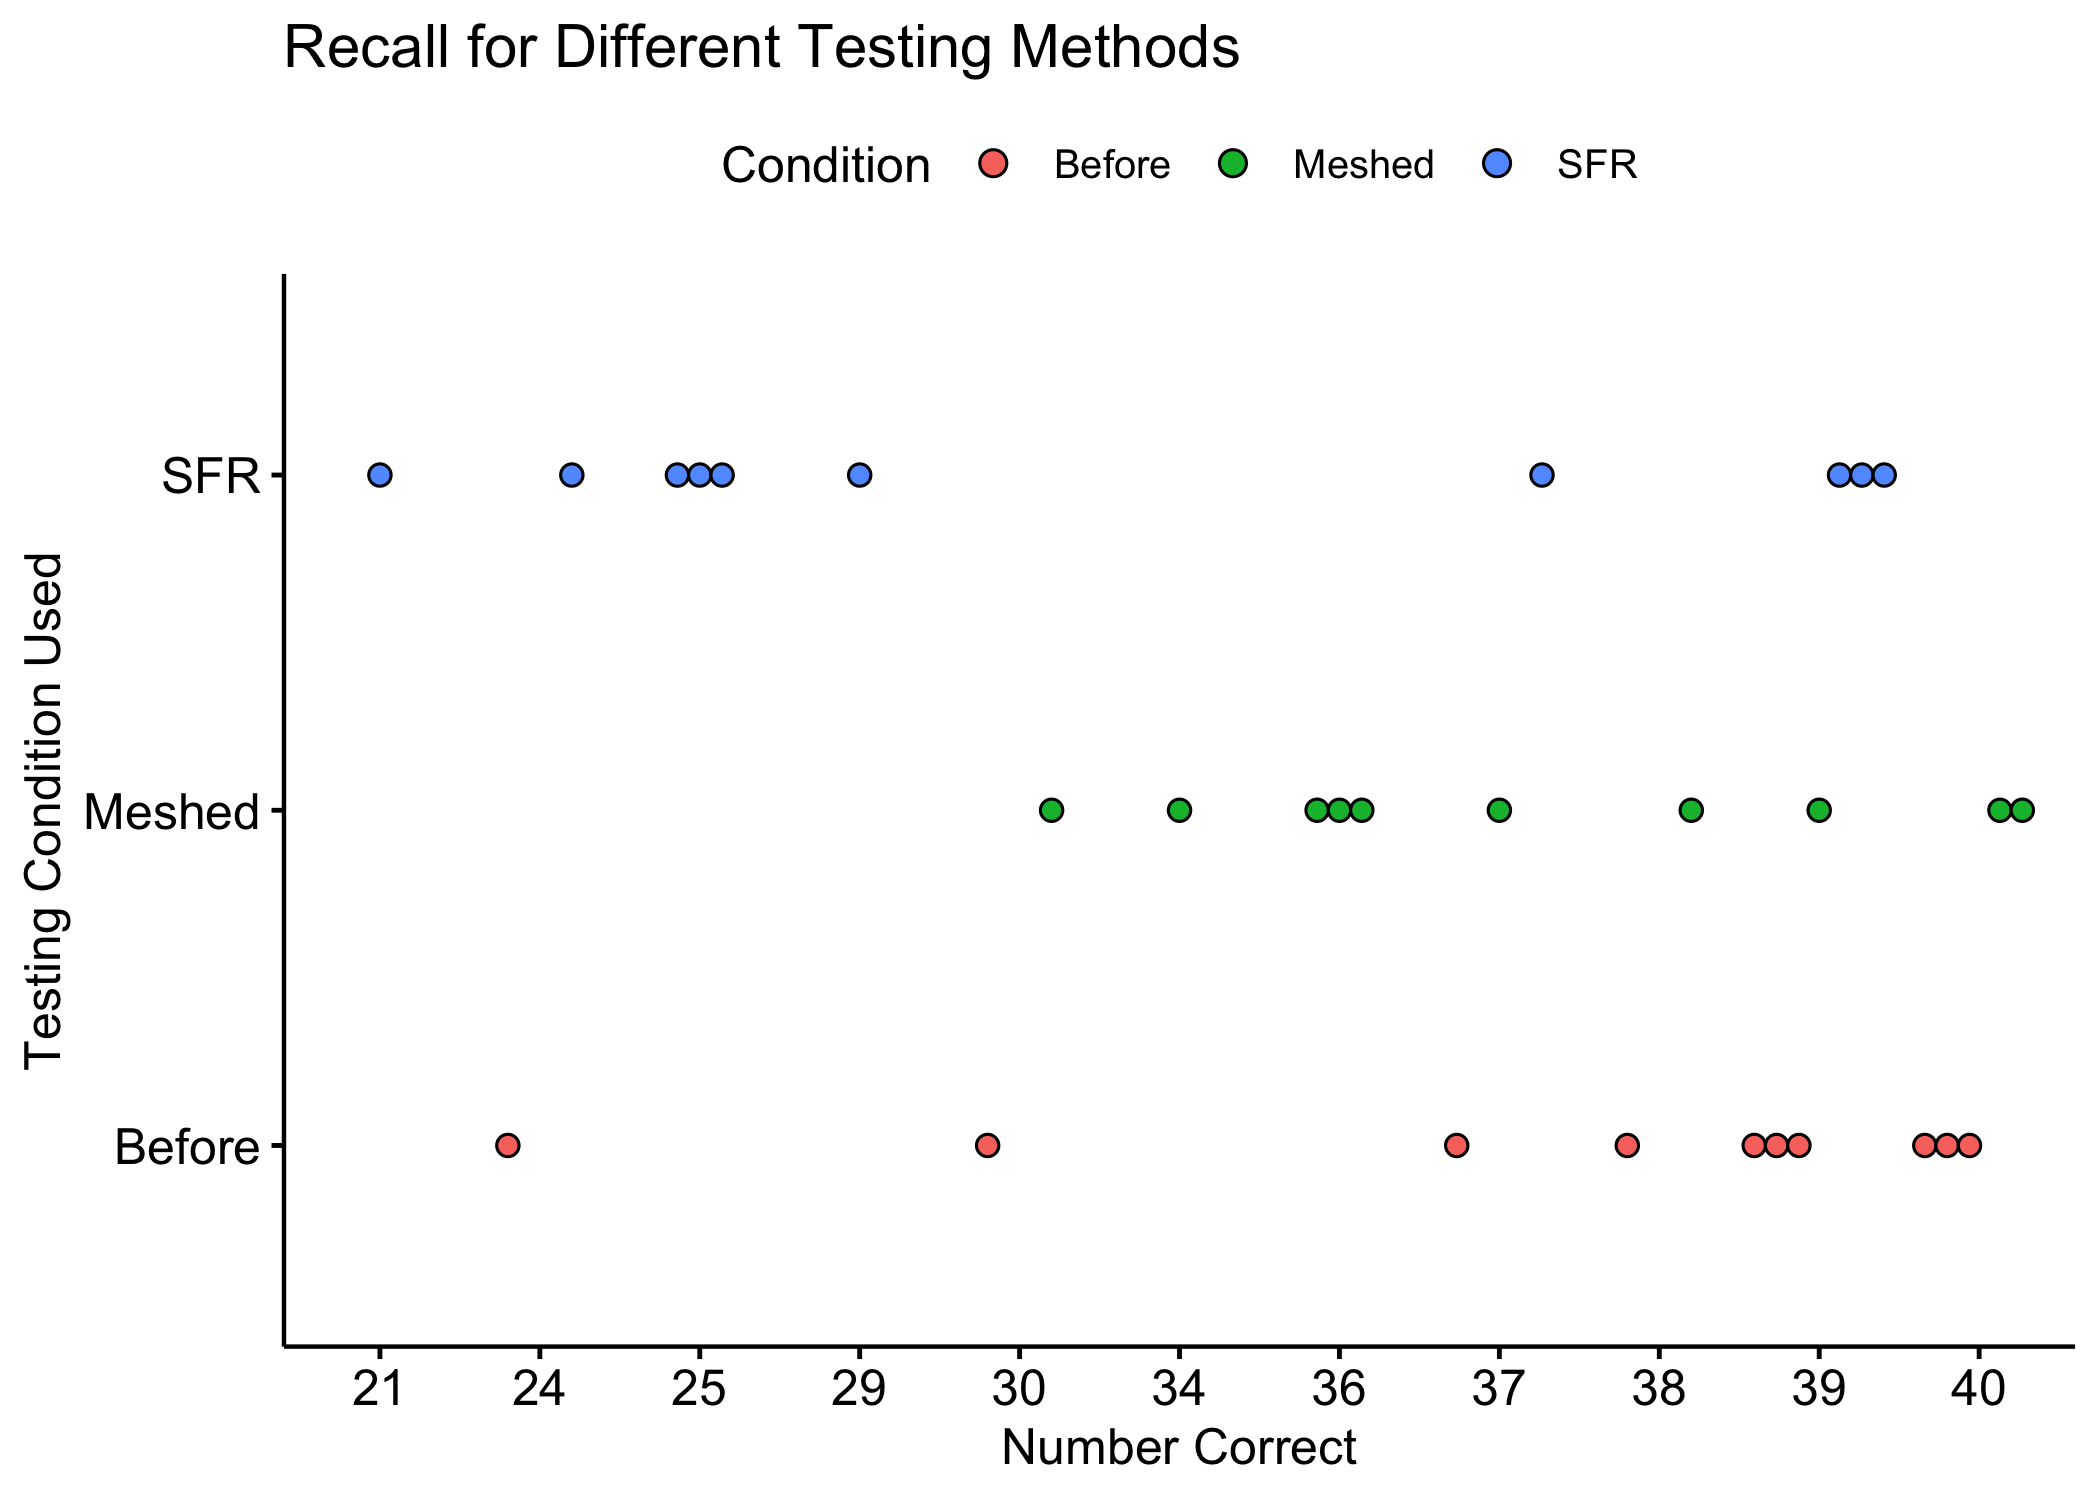 Recall for Different Testing Methods
Condition Before Meshed SFR
Testing Condition Used
SFR
Meshed
Before
21 24 25 29 30 34 36 37 38 39 40
Number Correct